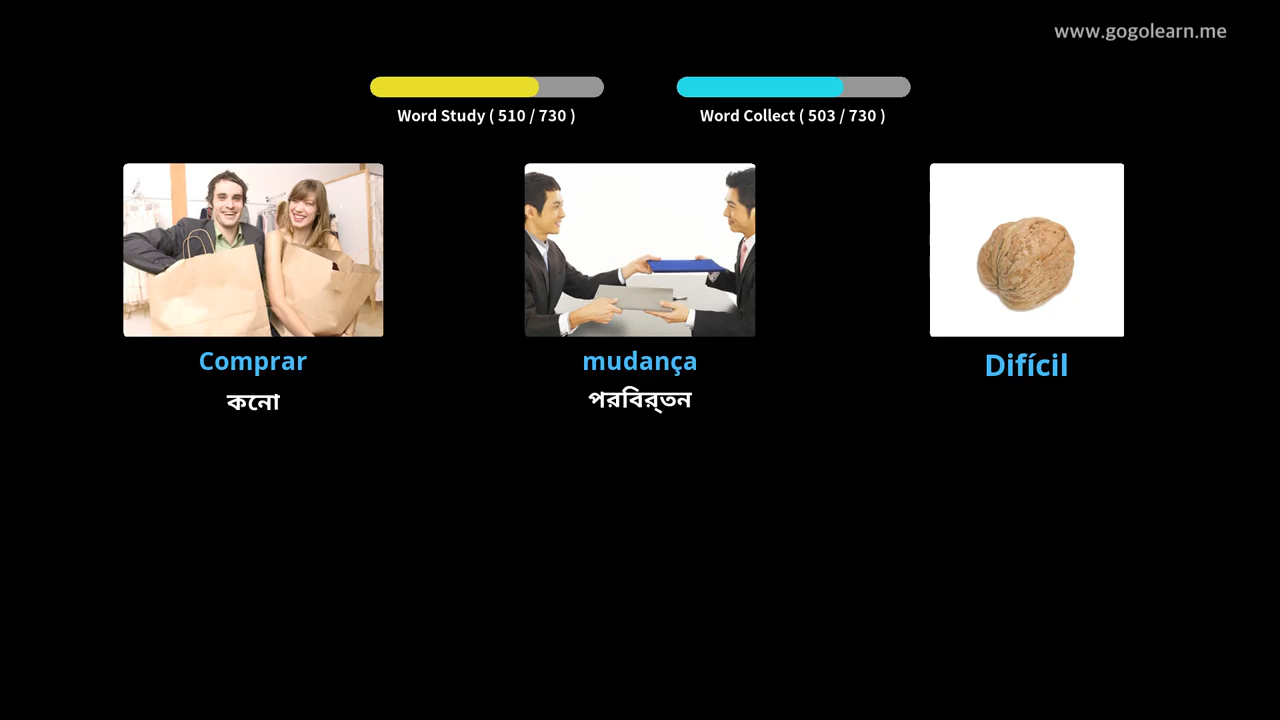 www.gogolearn.me
Word Study ( 510 / 730 )
Word Collect ( 503 / 730 )
Comprar
কনো
mudança
পরবির্তন
Difícil